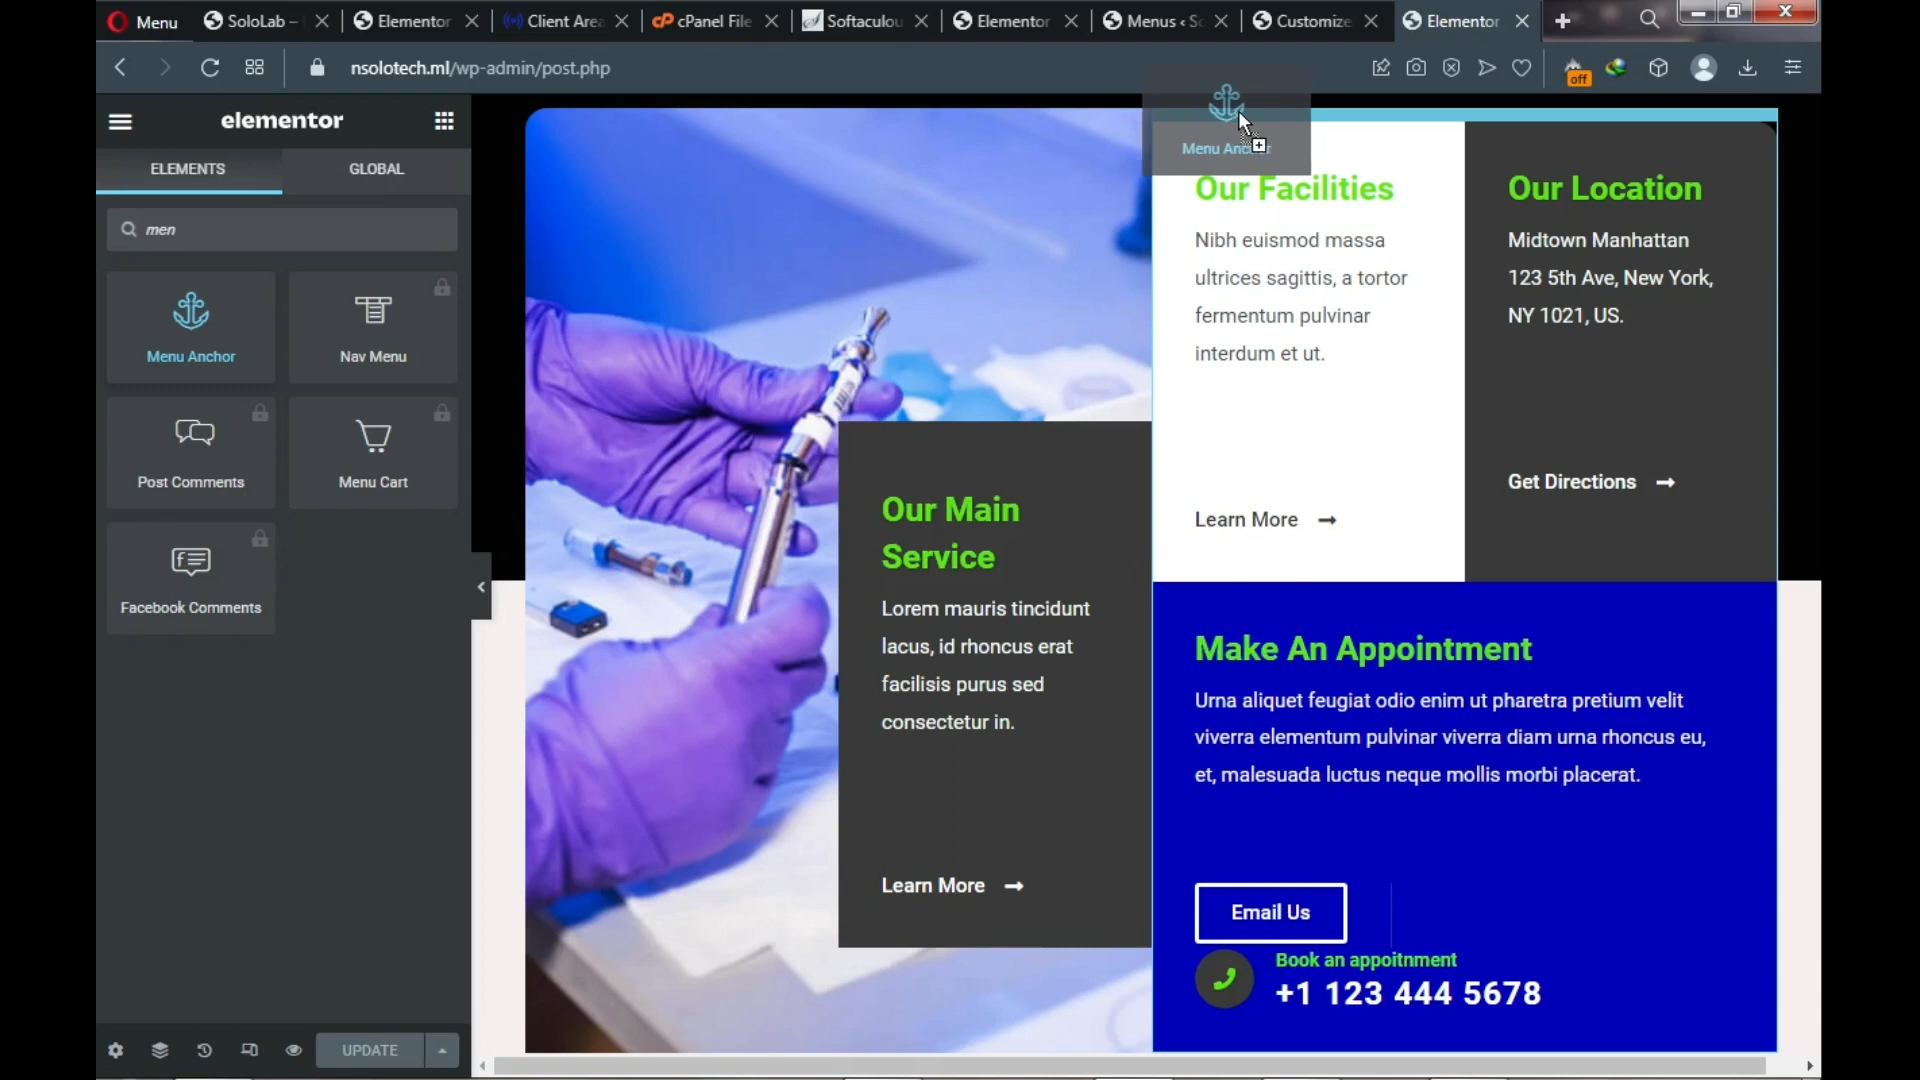 Menu
SoloLab –
Elementor
Client Area
cPanel File
Softaculou
Elementor
Menus ‹ So
Customize
Elementor
nsolotech.ml/wp-admin/post.php
off
elementor
ELEMENTS
GLOBAL
men
Menu Anchor
Nav Menu
Post Comments
Menu Cart
Facebook Comments
UPDATE
Menu Anchor
Our Facilities
Nibh euismod massa
ultrices sagittis, a tortor
fermentum pulvinar
interdum et ut.
Learn More
Our Location
Midtown Manhattan
123 5th Ave, New York,
NY 1021, US.
Get Directions
Our Main
Service
Lorem mauris tincidunt
lacus, id rhoncus erat
facilisis purus sed
consectetur in.
Learn More
Make An Appointment
Urna aliquet feugiat odio enim ut pharetra pretium velit
viverra elementum pulvinar viverra diam urna rhoncus eu,
et, malesuada luctus neque mollis morbi placerat.
Email Us
Book an appoitnment
+1 123 444 5678